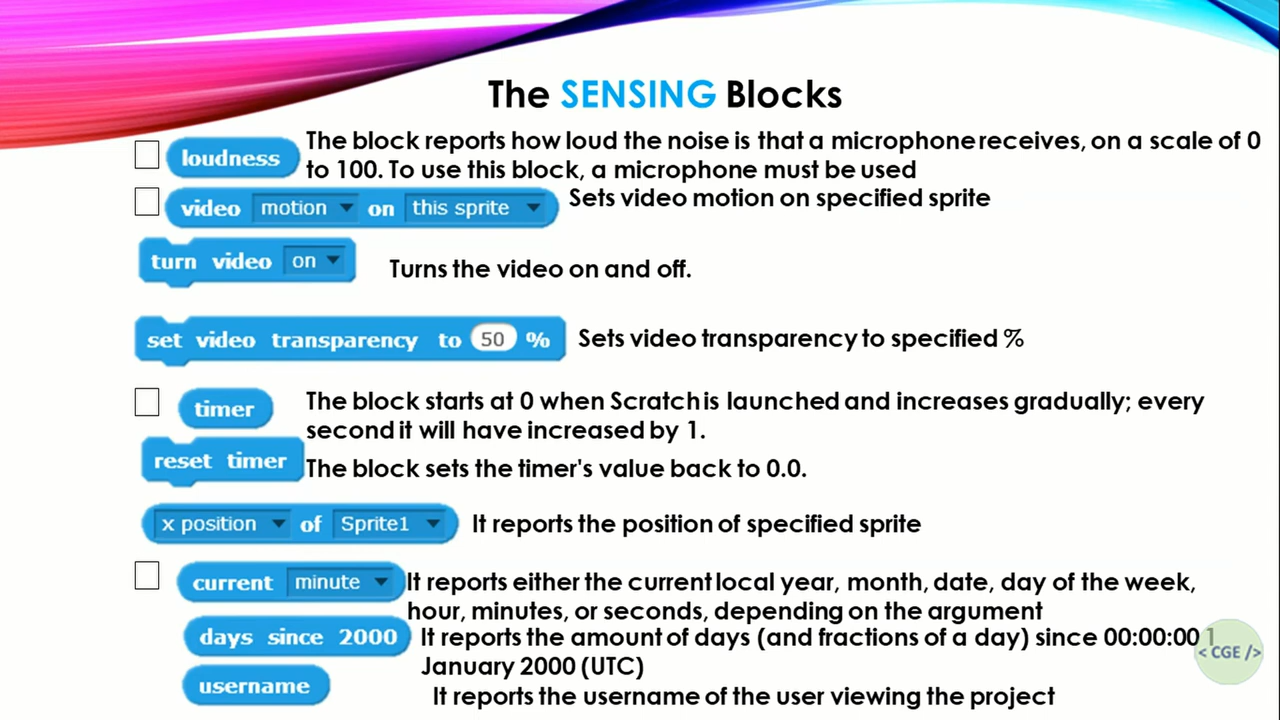 The SENSING Blocks
loudness
The block reports how loud the noise is that a microphone receives, on a scale of 0
to 100. To use this block, a microphone must be used
video motion on this sprite
Sets video motion on specified sprite
turn video on
Turns the video on and off.
set video transparency to 50 %
Sets video transparency to specified %
timer
The block starts at 0 when Scratch is launched and increases gradually; every
second it will have increased by 1.
reset timer
The block sets the timer's value back to 0.0.
x position of Sprite1
It reports the position of specified sprite
current minute
It reports either the current local year, month, date, day of the week,
hour, minutes, or seconds, depending on the argument
days since 2000
It reports the amount of days (and fractions of a day) since 00:00:00 1
January 2000 (UTC)
< CGE />
username
It reports the username of the user viewing the project